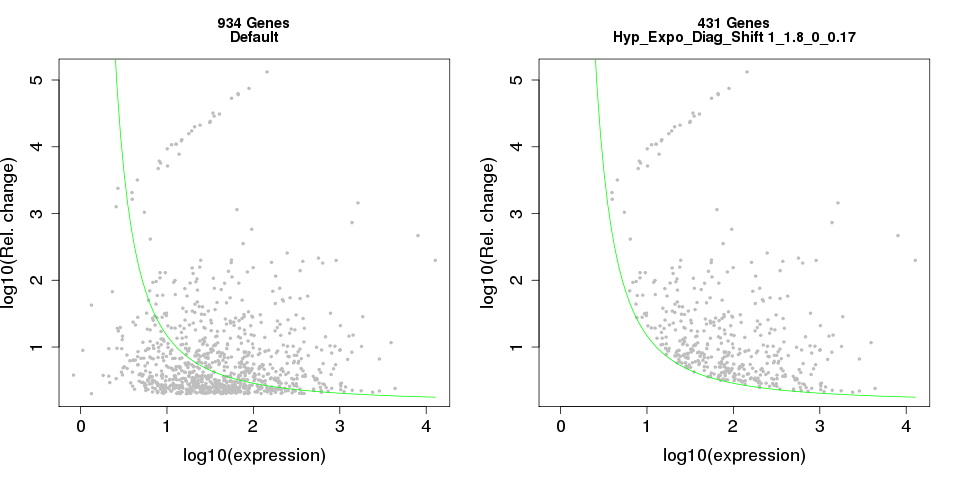 934 Genes
Default
5
4
3
2
1
log10(Rel. change)
0
1
2
3
4
log10(expression)
431 Genes
Hyp_Expo_Diag_Shift 1_1.8_0_0.17
5
4
3
2
1
log10(Rel. change)
0
1
2
3
4
log10(expression)